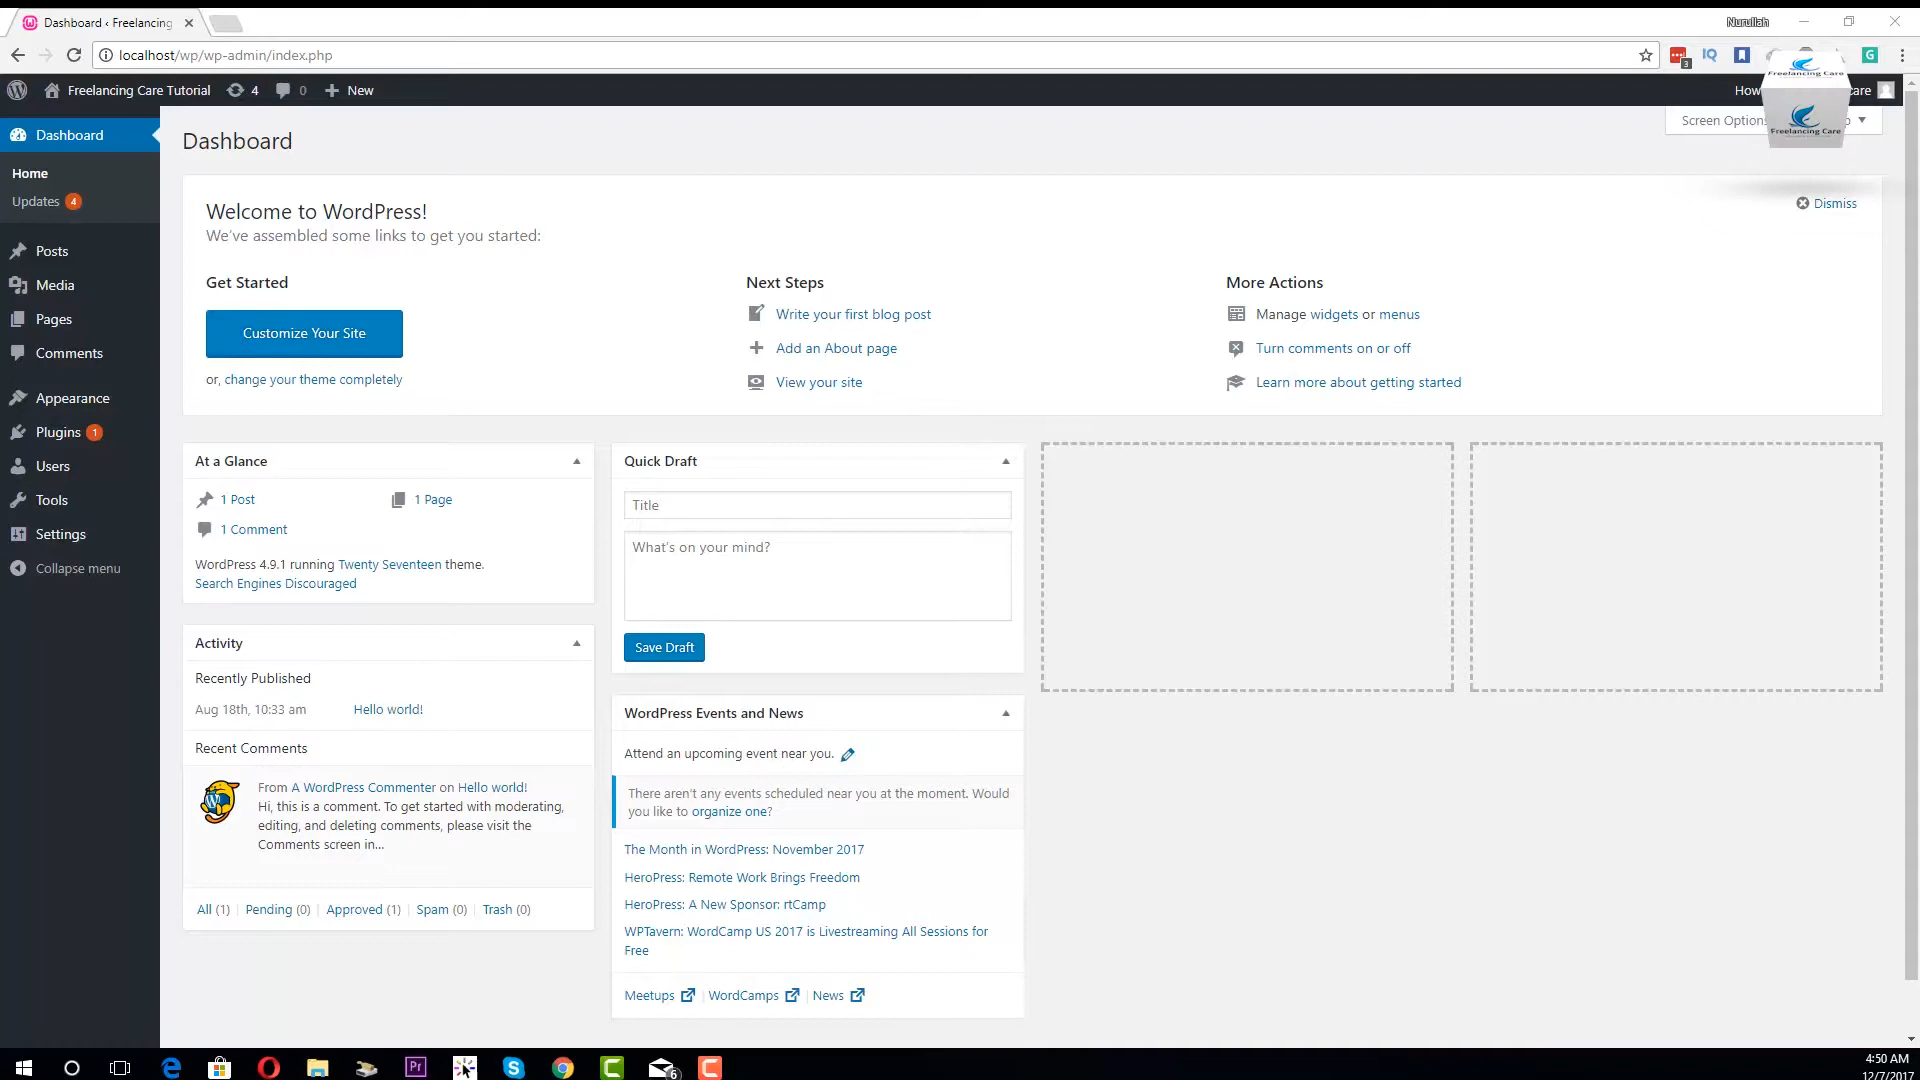 Dashboard ‹ Freelancing
Nurullah
localhost/wp/wp-admin/index.php
3
Freelancing Care Tutorial
4
0
New
How
care
Freelancing Care
Freelancing Care
Dashboard
Home
Updates 4
Posts
Media
Pages
Comments
Appearance
Plugins 1
Users
Tools
Settings
Collapse menu
Dashboard
Screen Option
Welcome to WordPress!
We've assembled some links to get you started:
Dismiss
Get Started
Customize Your Site
or, change your theme completely
Next Steps
Write your first blog post
Add an About page
View your site
More Actions
Manage widgets or menus
Turn comments on or off
Learn more about getting started
At a Glance
1 Post
1 Page
1 Comment
WordPress 4.9.1 running Twenty Seventeen theme.
Search Engines Discouraged
Activity
Recently Published
Aug 18th, 10:33 am
Hello world!
Recent Comments
From A WordPress Commenter on Hello world!
Hi, this is a comment. To get started with moderating,
editing, and deleting comments, please visit the
Comments screen in...
All (1) | Pending (0) | Approved (1) | Spam (0) | Trash (0)
Quick Draft
Title
What's on your mind?
Save Draft
WordPress Events and News
Attend an upcoming event near you.
There aren't any events scheduled near you at the moment. Would
you like to organize one?
The Month in WordPress: November 2017
HeroPress: Remote Work Brings Freedom
HeroPress: A New Sponsor: rtCamp
WPTavern: WordCamp US 2017 is Livestreaming All Sessions for
Free
Meetups | WordCamps | News
Pr
6
4:50 AM
12/7/2017